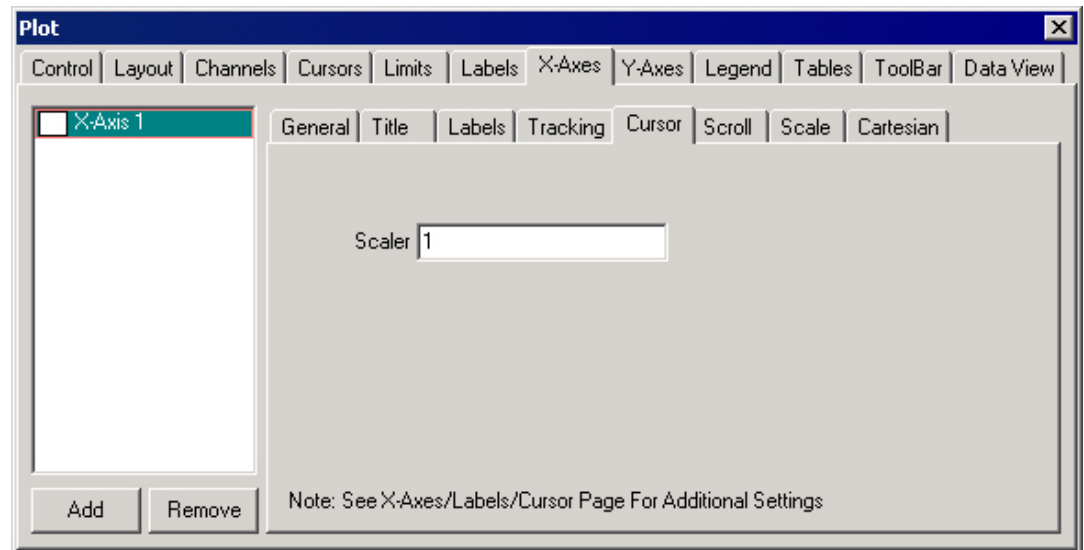 Plot
Control Layout Channels Cursors Limits Labels X-Axes Y-Axes Legend Tables ToolBar Data View
X-Axis 1
General Title Labels Tracking Cursor Scroll Scale Cartesian
Scaler 1
Note: See X-Axes/Labels/Cursor Page For Additional Settings
Add Remove